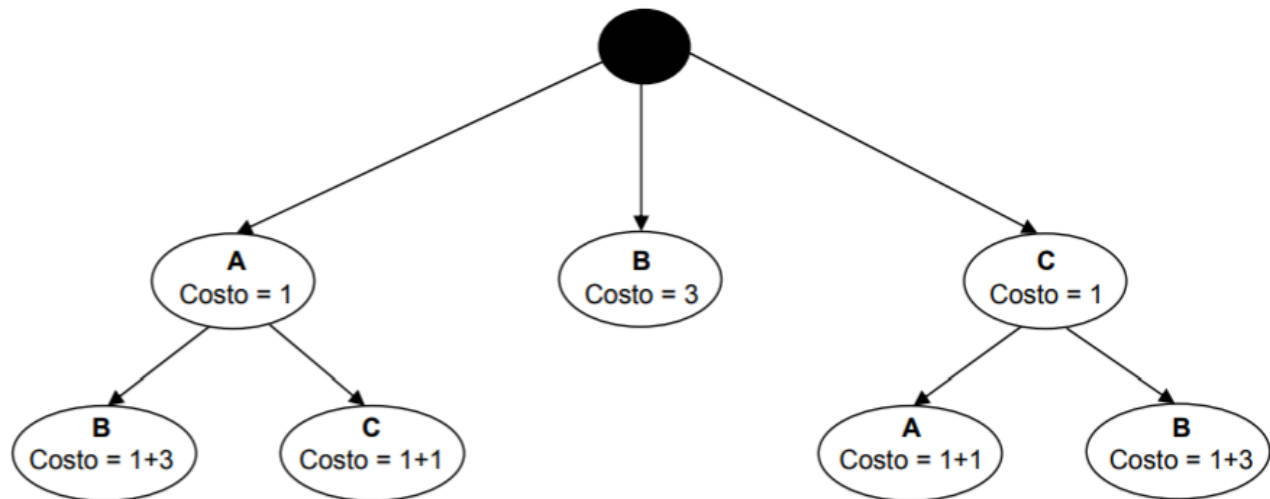 A
Costo = 1
B
Costo = 3
C
Costo = 1
B
Costo = 1+3
C
Costo = 1+1
A
Costo = 1+1
B
Costo = 1+3